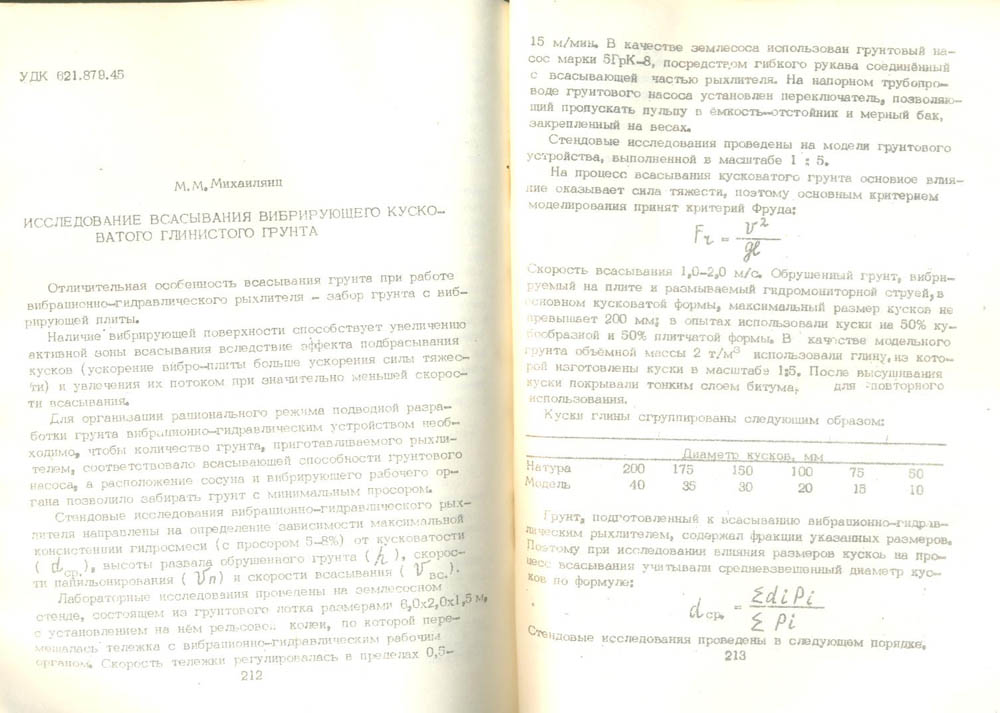 УДК 621.879.45
М.М. Михаилянц
ИССЛЕДОВАНИЕ ВСАСЫВАНИЯ ВИБРИРУЮЩЕГО КУСКО-
ВАТОГО ГЛИНИСТОГО ГРУНТА
Отличительная особенность всасывания грунта при работе
вибрационно-гидравлического рыхлителя - забор грунта с виб-
рирующей плиты.
Наличие вибрирующей поверхности способствует увеличению
активной зоны всасывания вследствие эффекта подбрасывания
кусков (ускорение вибро-плиты больше ускорения силы тяжес-
ти) и увлечения их потоком при значительно меньшей скорос-
ти всасывания.
Для организации рационального режима подводной разра-
ботки грунта вибрационно-гидравлическим устройством необ-
ходимо, чтобы количество грунта, приготавливаемого рыхли-
телем, соответствовало всасывающей способности грунтового
насоса, а расположение сосуна и вибрирующего рабочего ор-
гана позволило забирать грунт с минимальным просором.
Стендовые исследования вибрационно-гидравлического рых-
лителя направлены на определение зависимости максимальной
консистенции гидросмеси (с просором 5-8%) от кусковатости
( dср.), высоты развала обрушенного грунта ( h ), скорос-
ти папильонирования ( Vп ) и скорости всасывания ( Vвс.).
Лабораторные исследования проведены на землесосном
стенде, состоящем из грунтового лотка размерами 6,0х2,0х1,5 м,
с установлением на нём рельсовой колеи, по которой пере-
мещалась тележка с вибрационно-гидравлическим рабочим
органом. Скорость тележки регулировалась в пределах 0,5-
212
15 м/мин. В качестве землесоса использован грунтовый на-
сос марки 5ГрК-8, посредством гибкого рукава соединённый
с всасывающей частью рыхлителя. На напорном трубопро-
воде грунтового насоса установлен переключатель, позволяю-
щий пропускать пульпу в ёмкость-отстойник и мерный бак,
закрепленный на весах.
Стендовые исследования проведены на модели грунтового
устройства, выполненной в масштабе 1 : 5.
На процесс всасывания кусковатого грунта основное влия-
ние оказывает сила тяжести, поэтому основным критерием
моделирования принят критерий Фруда:
Fr = v²/gℓ
Скорость всасывания 1,0-2,0 м/с. Обрушенный грунт, вибри-
руемый на плите и размываемый гидромониторной струей, в
основном кусковатой формы, максимальный размер кусков не
превышает 200 мм; в опытах использовали куски из 50% ку-
бообразной и 50% плитчатой формы. В качестве модельного
грунта объёмной массы 2 т/м³ использовали глину, из кото-
рой изготовлены куски в масштабе 1:5. После высушивания
куски покрывали тонким слоем битума, для повторного
использования.
Куски глины сгруппированы следующим образом:
Диаметр кусков, мм
Натура 200 175 150 100 75 50
Модель 40 35 30 20 15 10
Грунт, подготовленный к всасыванию вибрационно-гидрав-
лическим рыхлителем, содержал фракции указанных размеров.
Поэтому при исследовании влияния размеров кусков на про-
цесс всасывания учитывали средневзвешенный диаметр кус-
ков по формуле:
dср. = ΣdiPi / ΣPi
Стендовые исследования проведены в следующем порядке.
213